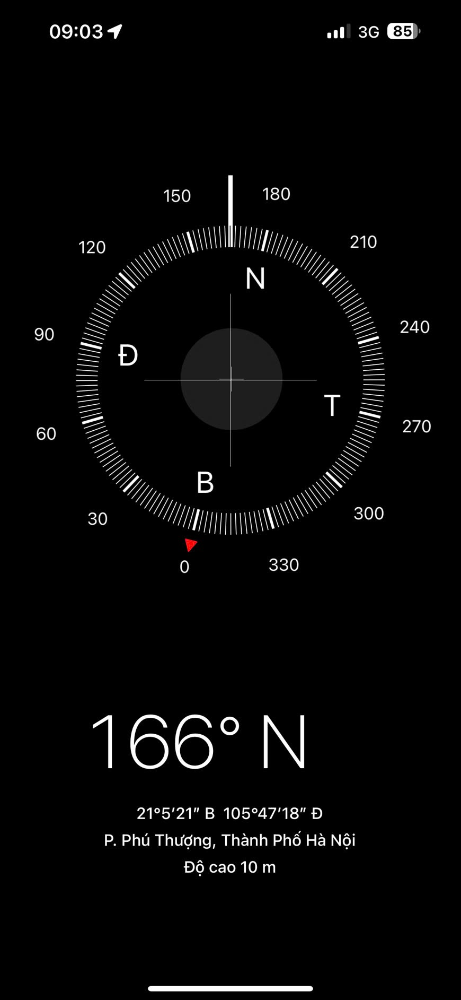 09:03 3G 85
150 180
120 210
N
90 240
Đ
T
60 270
B
30 300
0 330
166° N
21°5′21″ B 105°47′18″ Đ
P. Phú Thượng, Thành Phố Hà Nội
Độ cao 10 m